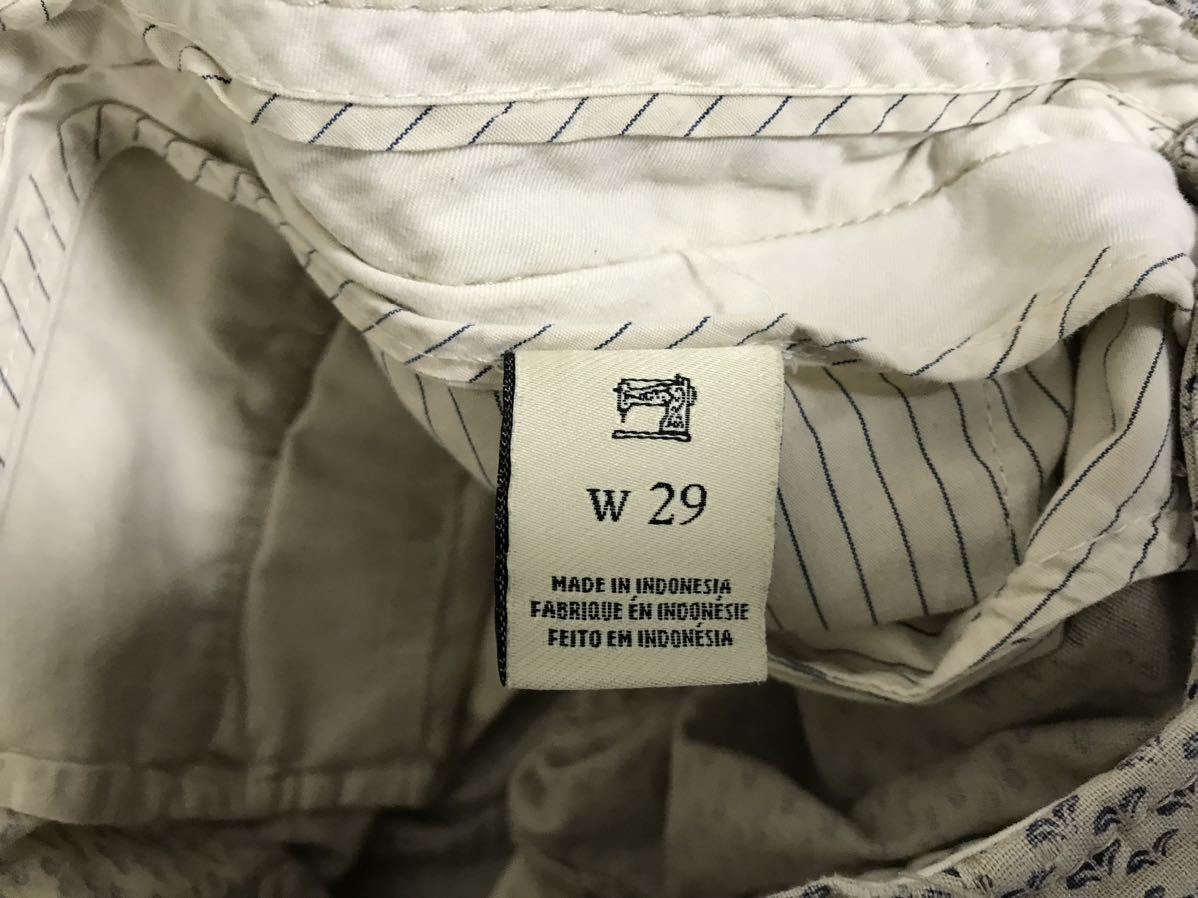 W 29
MADE IN INDONESIA
FABRIQUE ÉN INDONÉSIE
FEITO EM INDONÉSIA